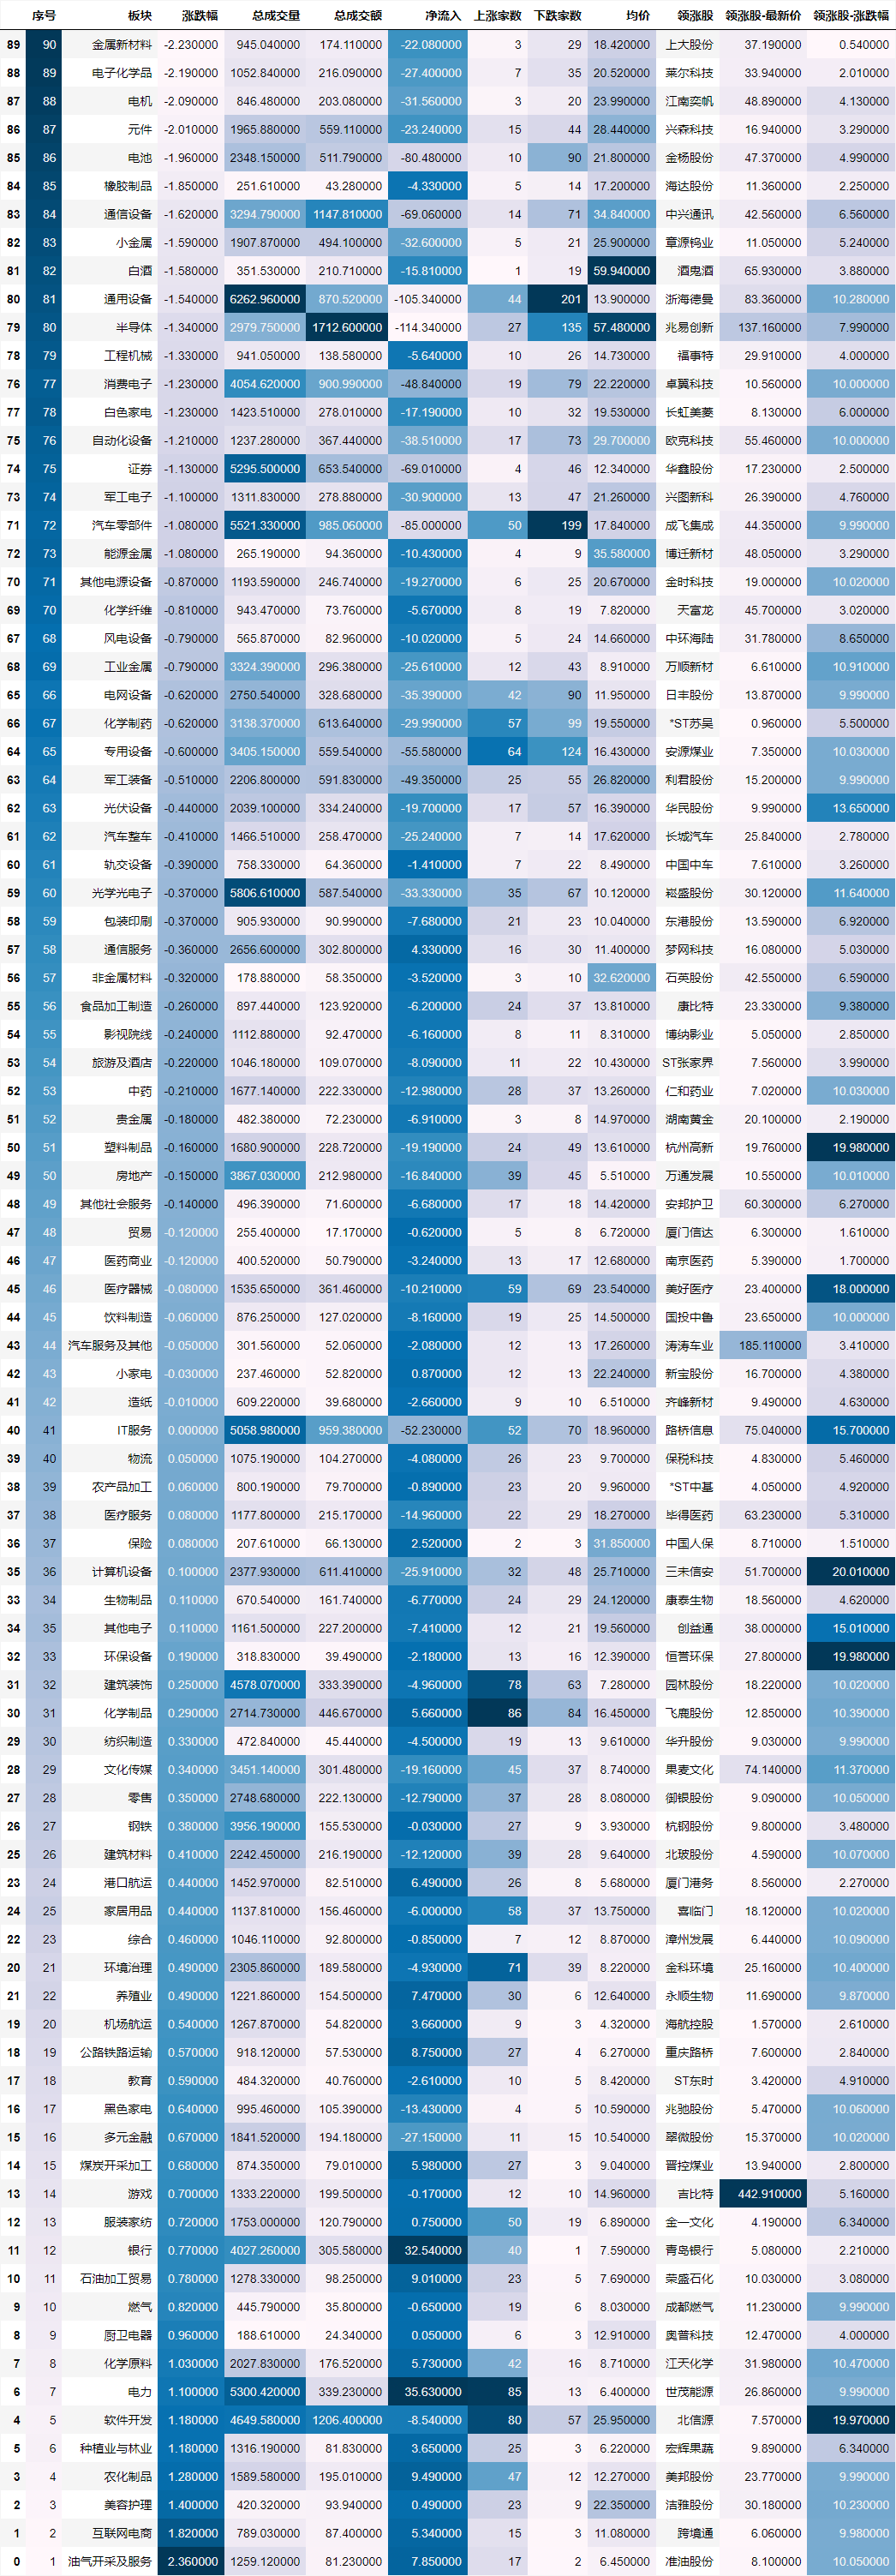 序号 板块 涨跌幅 总成交量 总成交额 净流入 上涨家数 下跌家数 均价 领涨股 领涨股-最新价 领涨股-涨跌幅
89 90 金属新材料 -2.230000 945.040000 174.110000 -22.080000 3 29 18.420000 上大股份 37.190000 0.540000
88 89 电子化学品 -2.190000 1052.840000 216.090000 -27.400000 7 35 20.520000 莱尔科技 33.940000 2.010000
87 88 电机 -2.090000 846.480000 203.080000 -31.560000 3 20 23.990000 江南奕帆 48.890000 4.130000
86 87 元件 -2.010000 1965.880000 559.110000 -23.240000 15 44 28.440000 兴森科技 16.940000 3.290000
85 86 电池 -1.960000 2348.150000 511.790000 -80.480000 10 90 21.800000 金杨股份 47.370000 4.990000
84 85 橡胶制品 -1.850000 251.610000 43.280000 -4.330000 5 14 17.200000 海达股份 11.360000 2.250000
83 84 通信设备 -1.620000 3294.790000 1147.810000 -69.060000 14 71 34.840000 中兴通讯 42.560000 6.560000
82 83 小金属 -1.590000 1907.870000 494.100000 -32.600000 5 21 25.900000 章源钨业 11.050000 5.240000
81 82 白酒 -1.580000 351.530000 210.710000 -15.810000 1 19 59.940000 酒鬼酒 65.930000 3.880000
80 81 通用设备 -1.540000 6262.960000 870.520000 -105.340000 44 201 13.900000 浙海德曼 83.360000 10.280000
79 80 半导体 -1.340000 2979.750000 1712.600000 -114.340000 27 135 57.480000 兆易创新 137.160000 7.990000
78 79 工程机械 -1.330000 941.050000 138.580000 -5.640000 10 26 14.730000 福事特 29.910000 4.000000
76 77 消费电子 -1.230000 4054.620000 900.990000 -48.840000 19 79 22.220000 卓翼科技 10.560000 10.000000
77 78 白色家电 -1.230000 1423.510000 278.010000 -17.190000 10 32 19.530000 长虹美菱 8.130000 6.000000
75 76 自动化设备 -1.210000 1237.280000 367.440000 -38.510000 17 73 29.700000 欧克科技 55.460000 10.000000
74 75 证券 -1.130000 5295.500000 653.540000 -69.010000 4 46 12.340000 华鑫股份 17.230000 2.500000
73 74 军工电子 -1.100000 1311.830000 278.880000 -30.900000 13 47 21.260000 兴图新科 26.390000 4.760000
71 72 汽车零部件 -1.080000 5521.330000 985.060000 -85.000000 50 199 17.840000 成飞集成 44.350000 9.990000
72 73 能源金属 -1.080000 265.190000 94.360000 -10.430000 4 9 35.580000 博迁新材 48.050000 3.290000
70 71 其他电源设备 -0.870000 1193.590000 246.740000 -19.270000 6 25 20.670000 金时科技 19.000000 10.020000
69 70 化学纤维 -0.810000 943.470000 73.760000 -5.670000 8 19 7.820000 天富龙 45.700000 3.020000
67 68 风电设备 -0.790000 565.870000 82.960000 -10.020000 5 24 14.660000 中环海陆 31.780000 8.650000
68 69 工业金属 -0.790000 3324.390000 296.380000 -25.610000 12 43 8.910000 万顺新材 6.610000 10.910000
65 66 电网设备 -0.620000 2750.540000 328.680000 -35.390000 42 90 11.950000 日丰股份 13.870000 9.990000
66 67 化学制药 -0.620000 3138.370000 613.640000 -29.990000 57 99 19.550000 *ST苏吴 0.960000 5.500000
64 65 专用设备 -0.600000 3405.150000 559.540000 -55.580000 64 124 16.430000 安源煤业 7.350000 10.030000
63 64 军工装备 -0.510000 2206.800000 591.830000 -49.350000 25 55 26.820000 利君股份 15.200000 9.990000
62 63 光伏设备 -0.440000 2039.100000 334.240000 -19.700000 17 57 16.390000 华民股份 9.990000 13.650000
61 62 汽车整车 -0.410000 1466.510000 258.470000 -25.240000 7 14 17.620000 长城汽车 25.840000 2.780000
60 61 轨交设备 -0.390000 758.330000 64.360000 -1.410000 7 22 8.490000 中国中车 7.610000 3.260000
59 60 光学光电子 -0.370000 5806.610000 587.540000 -33.330000 35 67 10.120000 崧盛股份 30.120000 11.640000
58 59 包装印刷 -0.370000 905.930000 90.990000 -7.680000 21 23 10.040000 东港股份 13.590000 6.920000
57 58 通信服务 -0.360000 2656.600000 302.800000 4.330000 16 30 11.400000 梦网科技 16.080000 5.030000
56 57 非金属材料 -0.320000 178.880000 58.350000 -3.520000 3 10 32.620000 石英股份 42.550000 6.590000
55 56 食品加工制造 -0.260000 897.440000 123.920000 -6.200000 24 37 13.810000 康比特 23.330000 9.380000
54 55 影视院线 -0.240000 1112.880000 92.470000 -6.160000 8 11 8.310000 博纳影业 5.050000 2.850000
53 54 旅游及酒店 -0.220000 1046.180000 109.070000 -8.090000 11 22 10.430000 ST张家界 7.560000 3.990000
52 53 中药 -0.210000 1677.140000 222.330000 -12.980000 28 37 13.260000 仁和药业 7.020000 10.030000
51 52 贵金属 -0.180000 482.380000 72.230000 -6.910000 3 8 14.970000 湖南黄金 20.100000 2.190000
50 51 塑料制品 -0.160000 1680.900000 228.720000 -19.190000 24 49 13.610000 杭州高新 19.760000 19.980000
49 50 房地产 -0.150000 3867.030000 212.980000 -16.840000 39 45 5.510000 万通发展 10.550000 10.010000
48 49 其他社会服务 -0.140000 496.390000 71.600000 -6.680000 17 18 14.420000 安邦护卫 60.300000 6.270000
47 48 贸易 -0.120000 255.400000 17.170000 -0.620000 5 8 6.720000 厦门信达 6.300000 1.610000
46 47 医药商业 -0.120000 400.520000 50.790000 -3.240000 13 17 12.680000 南京医药 5.390000 1.700000
45 46 医疗器械 -0.080000 1535.650000 361.460000 -10.210000 59 69 23.540000 美好医疗 23.400000 18.000000
44 45 饮料制造 -0.060000 876.250000 127.020000 -8.160000 19 25 14.500000 国投中鲁 23.650000 10.000000
43 44 汽车服务及其他 -0.050000 301.560000 52.060000 -2.080000 12 13 17.260000 涛涛车业 185.110000 3.410000
42 43 小家电 -0.030000 237.460000 52.820000 0.870000 12 13 22.240000 新宝股份 16.700000 4.380000
41 42 造纸 -0.010000 609.220000 39.680000 -2.660000 9 10 6.510000 齐峰新材 9.490000 4.630000
40 41 IT服务 0.000000 5058.980000 959.380000 -52.230000 52 70 18.960000 路桥信息 75.040000 15.700000
39 40 物流 0.050000 1075.190000 104.270000 -4.080000 26 23 9.700000 保税科技 4.830000 5.460000
38 39 农产品加工 0.060000 800.190000 79.700000 -0.890000 23 20 9.960000 *ST中基 4.050000 4.920000
37 38 医疗服务 0.080000 1177.800000 215.170000 -14.960000 22 29 18.270000 毕得医药 63.230000 5.310000
36 37 保险 0.080000 207.610000 66.130000 2.520000 2 3 31.850000 中国人保 8.710000 1.510000
35 36 计算机设备 0.100000 2377.930000 611.410000 -25.910000 32 48 25.710000 三未信安 51.700000 20.010000
33 34 生物制品 0.110000 670.540000 161.740000 -6.770000 24 29 24.120000 康泰生物 18.560000 4.620000
34 35 其他电子 0.110000 1161.500000 227.200000 -7.410000 12 21 19.560000 创益通 38.000000 15.010000
32 33 环保设备 0.190000 318.830000 39.490000 -2.180000 13 16 12.390000 恒誉环保 27.800000 19.980000
31 32 建筑装饰 0.250000 4578.070000 333.390000 -4.960000 78 63 7.280000 园林股份 18.220000 10.020000
30 31 化学制品 0.290000 2714.730000 446.670000 5.660000 86 84 16.450000 飞鹿股份 12.850000 10.390000
29 30 纺织制造 0.330000 472.840000 45.440000 -4.500000 19 13 9.610000 华升股份 9.030000 9.990000
28 29 文化传媒 0.340000 3451.140000 301.480000 -19.160000 45 37 8.740000 果麦文化 74.140000 11.370000
27 28 零售 0.350000 2748.680000 222.130000 -12.790000 37 28 8.080000 御银股份 9.090000 10.050000
26 27 钢铁 0.380000 3956.190000 155.530000 -0.030000 27 9 3.930000 杭钢股份 9.800000 3.480000
25 26 建筑材料 0.410000 2242.450000 216.190000 -12.120000 39 28 9.640000 北玻股份 4.590000 10.070000
23 24 港口航运 0.440000 1452.970000 82.510000 6.490000 26 8 5.680000 厦门港务 8.560000 2.270000
24 25 家居用品 0.440000 1137.810000 156.460000 -6.000000 58 37 13.750000 喜临门 18.120000 10.020000
22 23 综合 0.460000 1046.110000 92.800000 -0.850000 7 12 8.870000 漳州发展 6.440000 10.090000
20 21 环境治理 0.490000 2305.860000 189.580000 -4.930000 71 39 8.220000 金科环境 25.160000 10.400000
21 22 养殖业 0.490000 1221.860000 154.500000 7.470000 30 6 12.640000 永顺生物 11.690000 9.870000
19 20 机场航运 0.540000 1267.870000 54.820000 3.660000 9 3 4.320000 海航控股 1.570000 2.610000
18 19 公路铁路运输 0.570000 918.120000 57.530000 8.750000 27 4 6.270000 重庆路桥 7.600000 2.840000
17 18 教育 0.590000 484.320000 40.760000 -2.610000 10 5 8.420000 ST东时 3.420000 4.910000
16 17 黑色家电 0.640000 995.460000 105.390000 -13.430000 4 5 10.590000 兆驰股份 5.470000 10.060000
15 16 多元金融 0.670000 1841.520000 194.180000 -27.150000 11 15 10.540000 翠微股份 15.370000 10.020000
14 15 煤炭开采加工 0.680000 874.350000 79.010000 5.980000 27 3 9.040000 晋控煤业 13.940000 2.800000
13 14 游戏 0.700000 1333.220000 199.500000 -0.170000 12 10 14.960000 吉比特 442.910000 5.160000
12 13 服装家纺 0.720000 1753.000000 120.790000 0.750000 50 19 6.890000 金一文化 4.190000 6.340000
11 12 银行 0.770000 4027.260000 305.580000 32.540000 40 1 7.590000 青岛银行 5.080000 2.210000
10 11 石油加工贸易 0.780000 1278.330000 98.250000 9.010000 23 5 7.690000 荣盛石化 10.030000 3.080000
9 10 燃气 0.820000 445.790000 35.800000 -0.650000 19 6 8.030000 成都燃气 11.230000 9.990000
8 9 厨卫电器 0.960000 188.610000 24.340000 0.050000 6 3 12.910000 奥普科技 12.470000 4.000000
7 8 化学原料 1.030000 2027.830000 176.520000 5.730000 42 16 8.710000 江天化学 31.980000 10.470000
6 7 电力 1.100000 5300.420000 339.230000 35.630000 85 13 6.400000 世茂能源 26.860000 9.990000
4 5 软件开发 1.180000 4649.580000 1206.400000 -8.540000 80 57 25.950000 北信源 7.570000 19.970000
5 6 种植业与林业 1.180000 1316.190000 81.830000 3.650000 25 3 6.220000 宏辉果蔬 9.890000 6.340000
3 4 农化制品 1.280000 1589.580000 195.010000 9.490000 47 12 12.270000 美邦股份 23.770000 9.990000
2 3 美容护理 1.400000 420.320000 93.940000 0.490000 23 9 22.350000 洁雅股份 30.180000 10.230000
1 2 互联网电商 1.820000 789.030000 87.400000 5.340000 15 3 11.080000 跨境通 6.060000 9.980000
0 1 油气开采及服务 2.360000 1259.120000 81.230000 7.850000 17 2 6.450000 准油股份 8.100000 10.050000